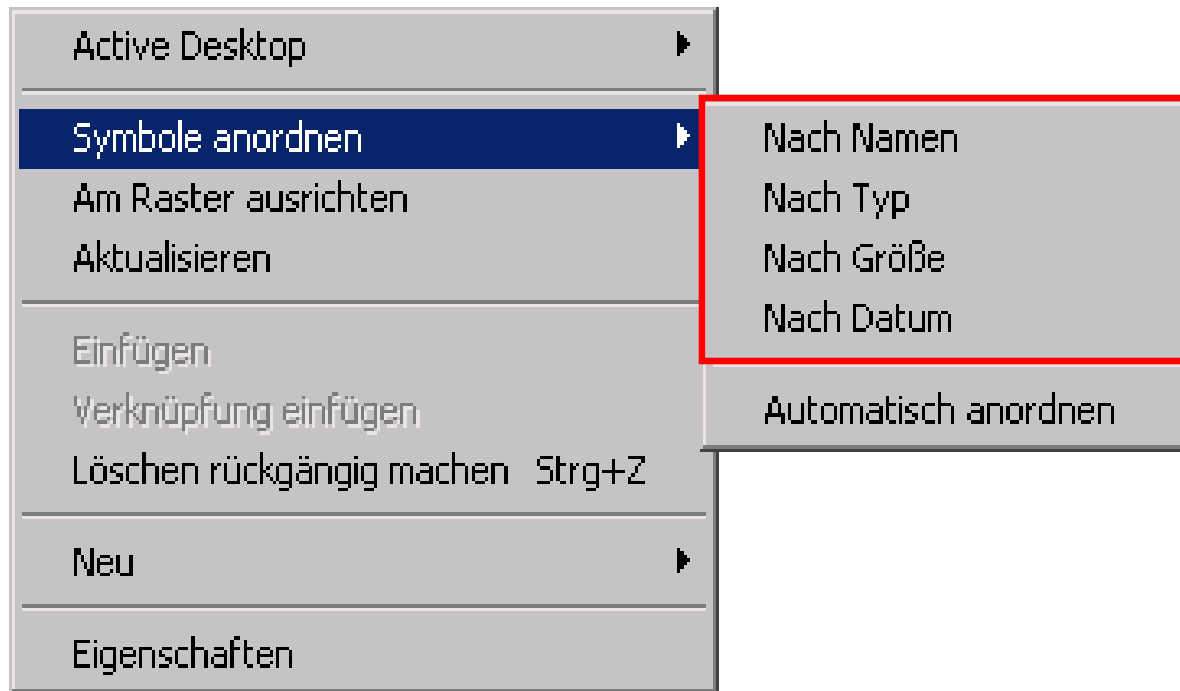 Active Desktop
Symbole anordnen
Am Raster ausrichten
Aktualisieren
Einfügen
Verknüpfung einfügen
Löschen rückgängig machen Strg+Z
Neu
Eigenschaften
Nach Namen
Nach Typ
Nach Größe
Nach Datum
Automatisch anordnen